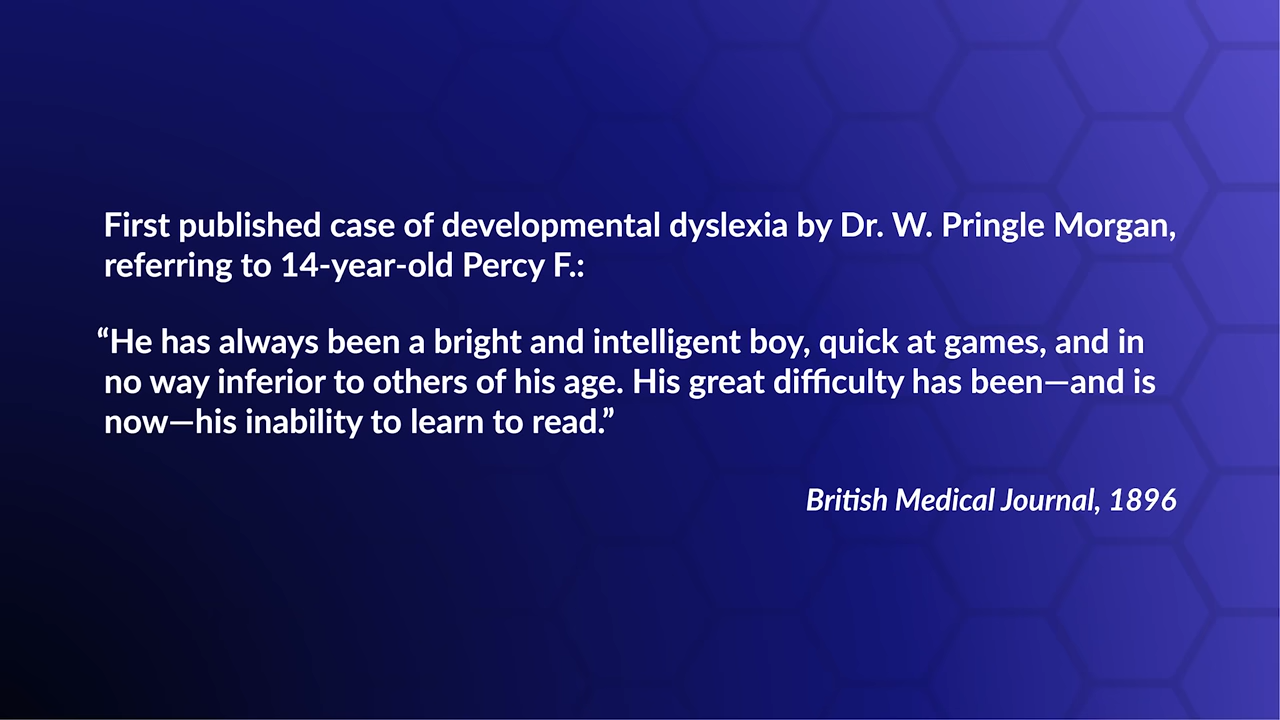 First published case of developmental dyslexia by Dr. W. Pringle Morgan,
referring to 14-year-old Percy F.:
“He has always been a bright and intelligent boy, quick at games, and in
no way inferior to others of his age. His great difficulty has been—and is
now—his inability to learn to read.”
British Medical Journal, 1896